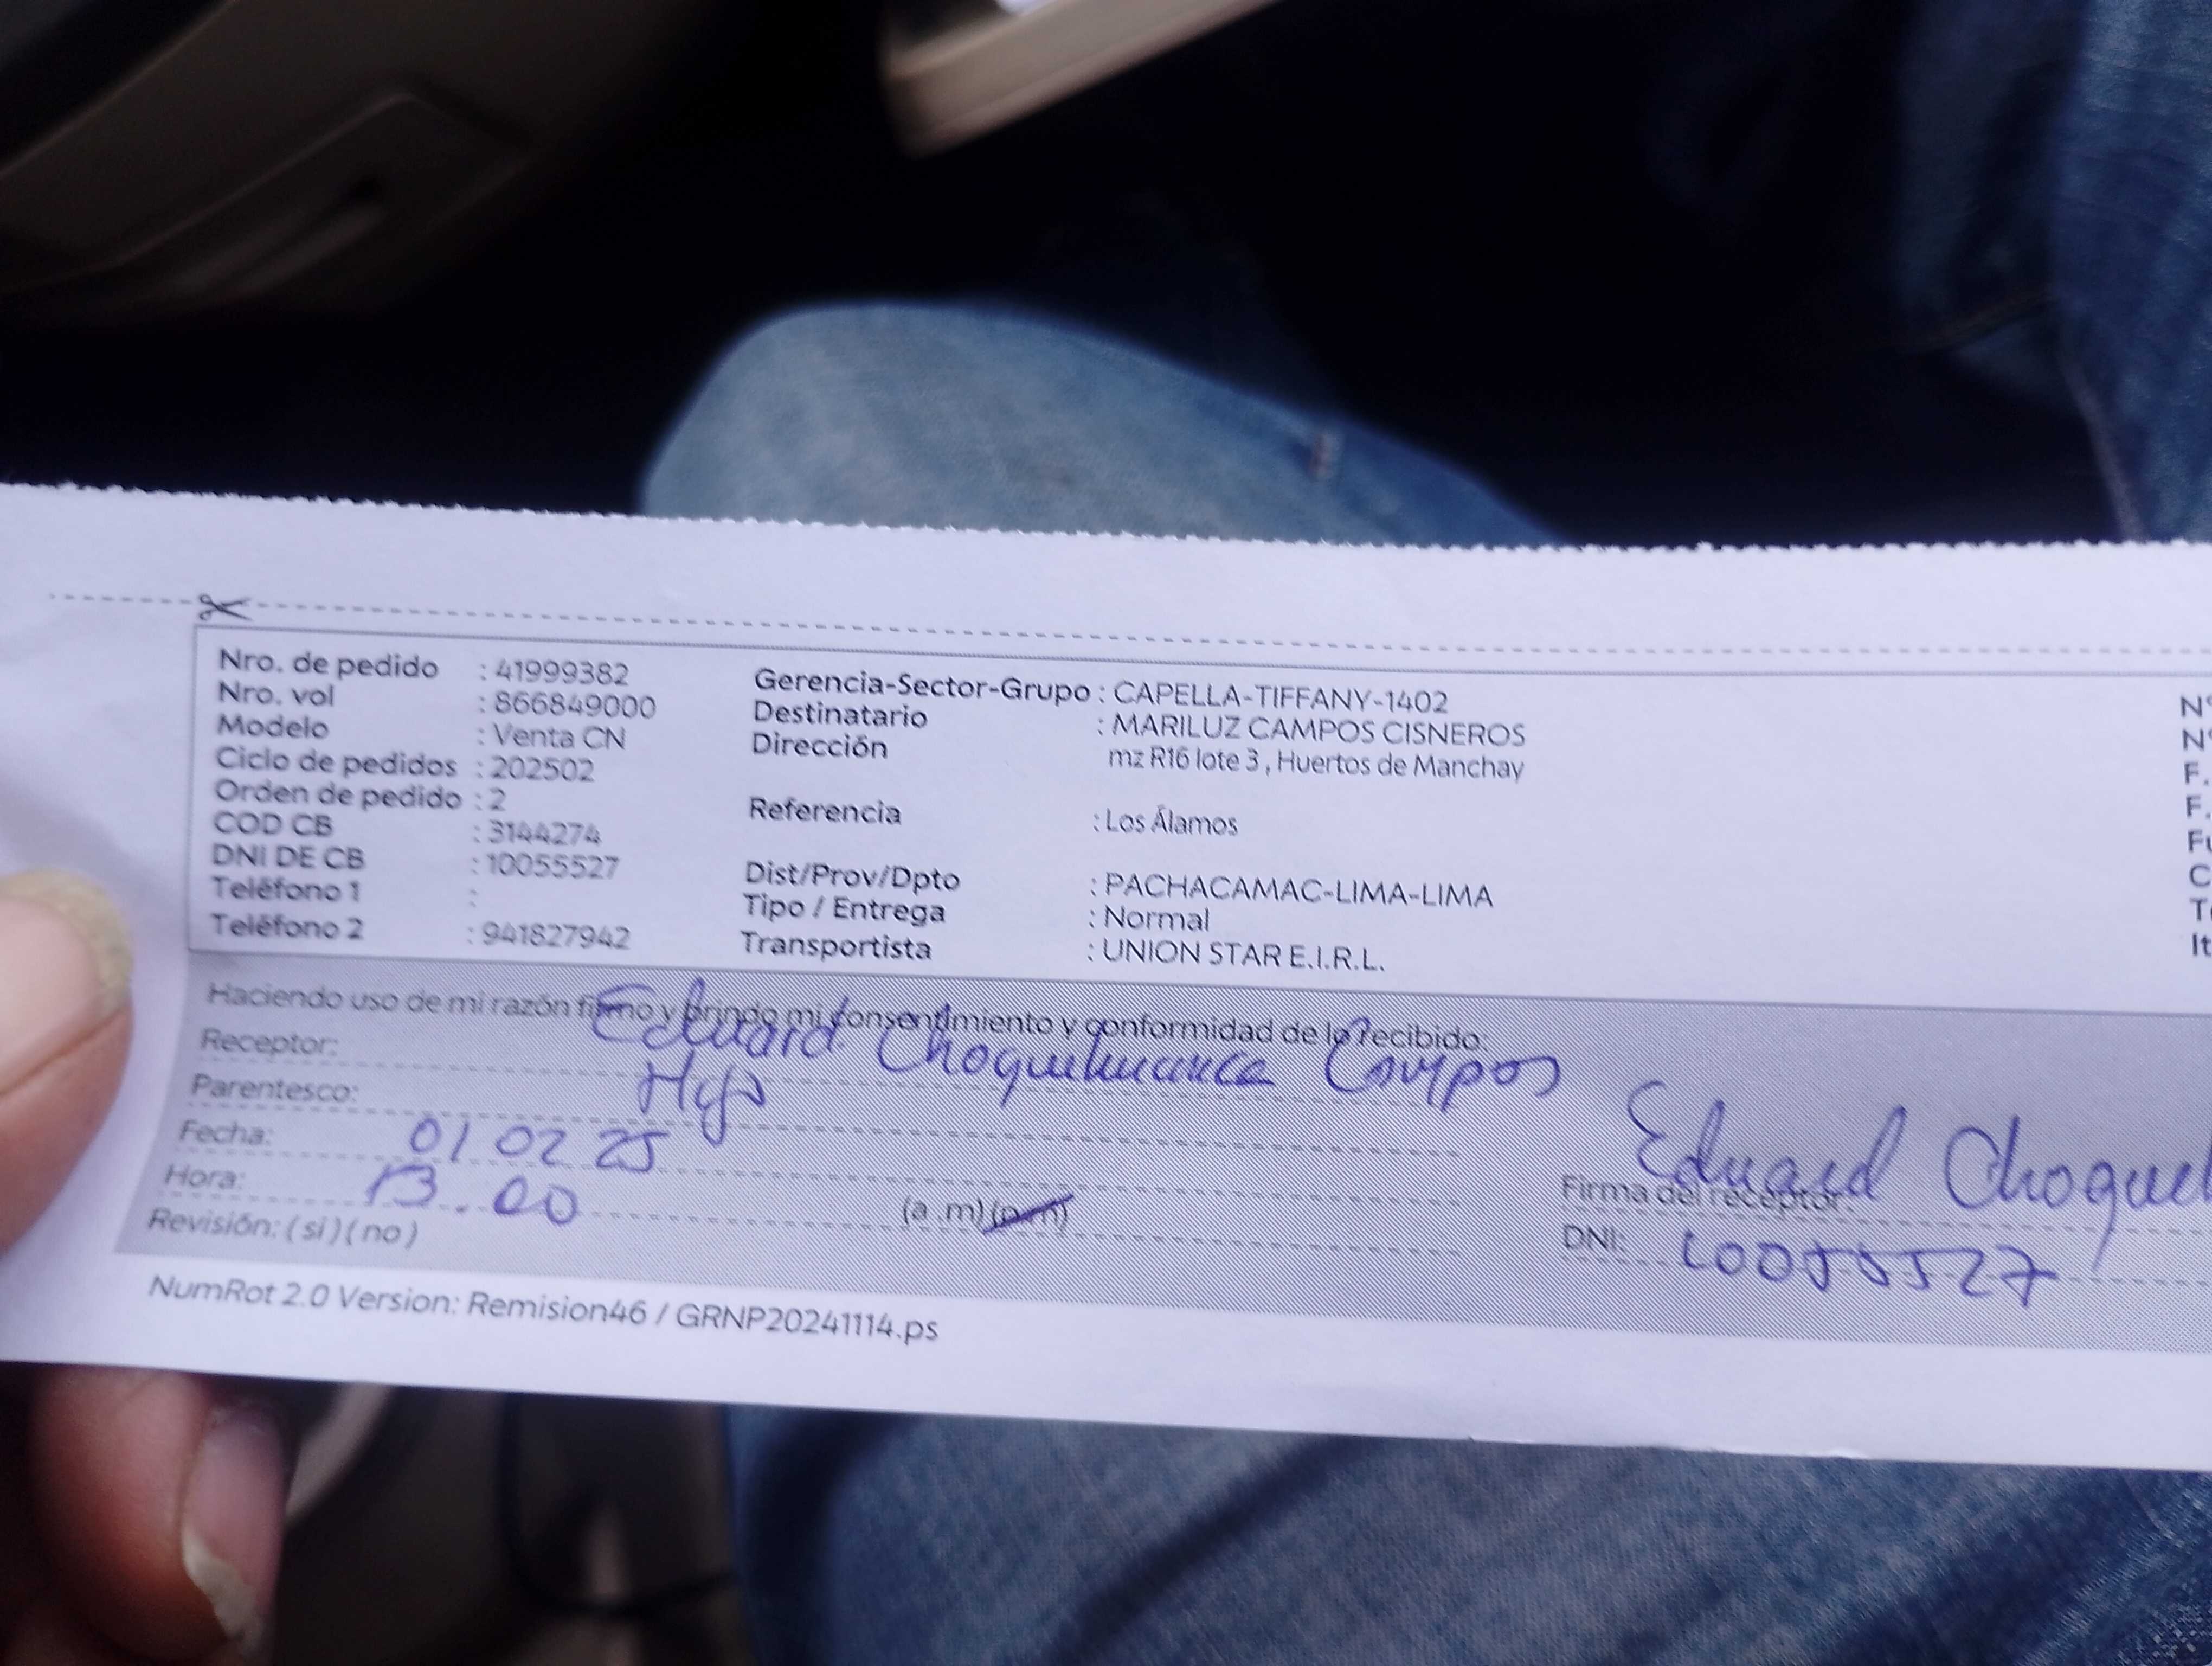 Nro. de pedido : 41999382
Nro. vol : 866849000
Modelo : Venta CN
Ciclo de pedidos : 202502
Orden de pedido : 2
COD CB : 3144274
DNI DE CB : 10055527
Teléfono 1 :
Teléfono 2 : 941827942
Gerencia-Sector-Grupo : CAPELLA-TIFFANY-1402
Destinatario : MARILUZ CAMPOS CISNEROS
Dirección mz R16 lote 3 , Huertos de Manchay
Referencia : Los Álamos
Dist/Prov/Dpto : PACHACAMAC-LIMA-LIMA
Tipo / Entrega : Normal
Transportista : UNION STAR E.I.R.L.
N°
N°
F.
F.
Fu
C
T
It
Haciendo uso de mi razón firmo y brindo mi consentimiento y conformidad de lo recibido:
Receptor: Eduard Choquehuanca Campos
Parentesco: Hijo
Fecha: 01 02 25
Hora: 13.00 (a .m) (p.m)
Revisión: ( si ) ( no )
Eduard Choqueh
Firma del receptor:
DNI: 10055527
NumRot 2.0 Version: Remision46 / GRNP20241114.ps